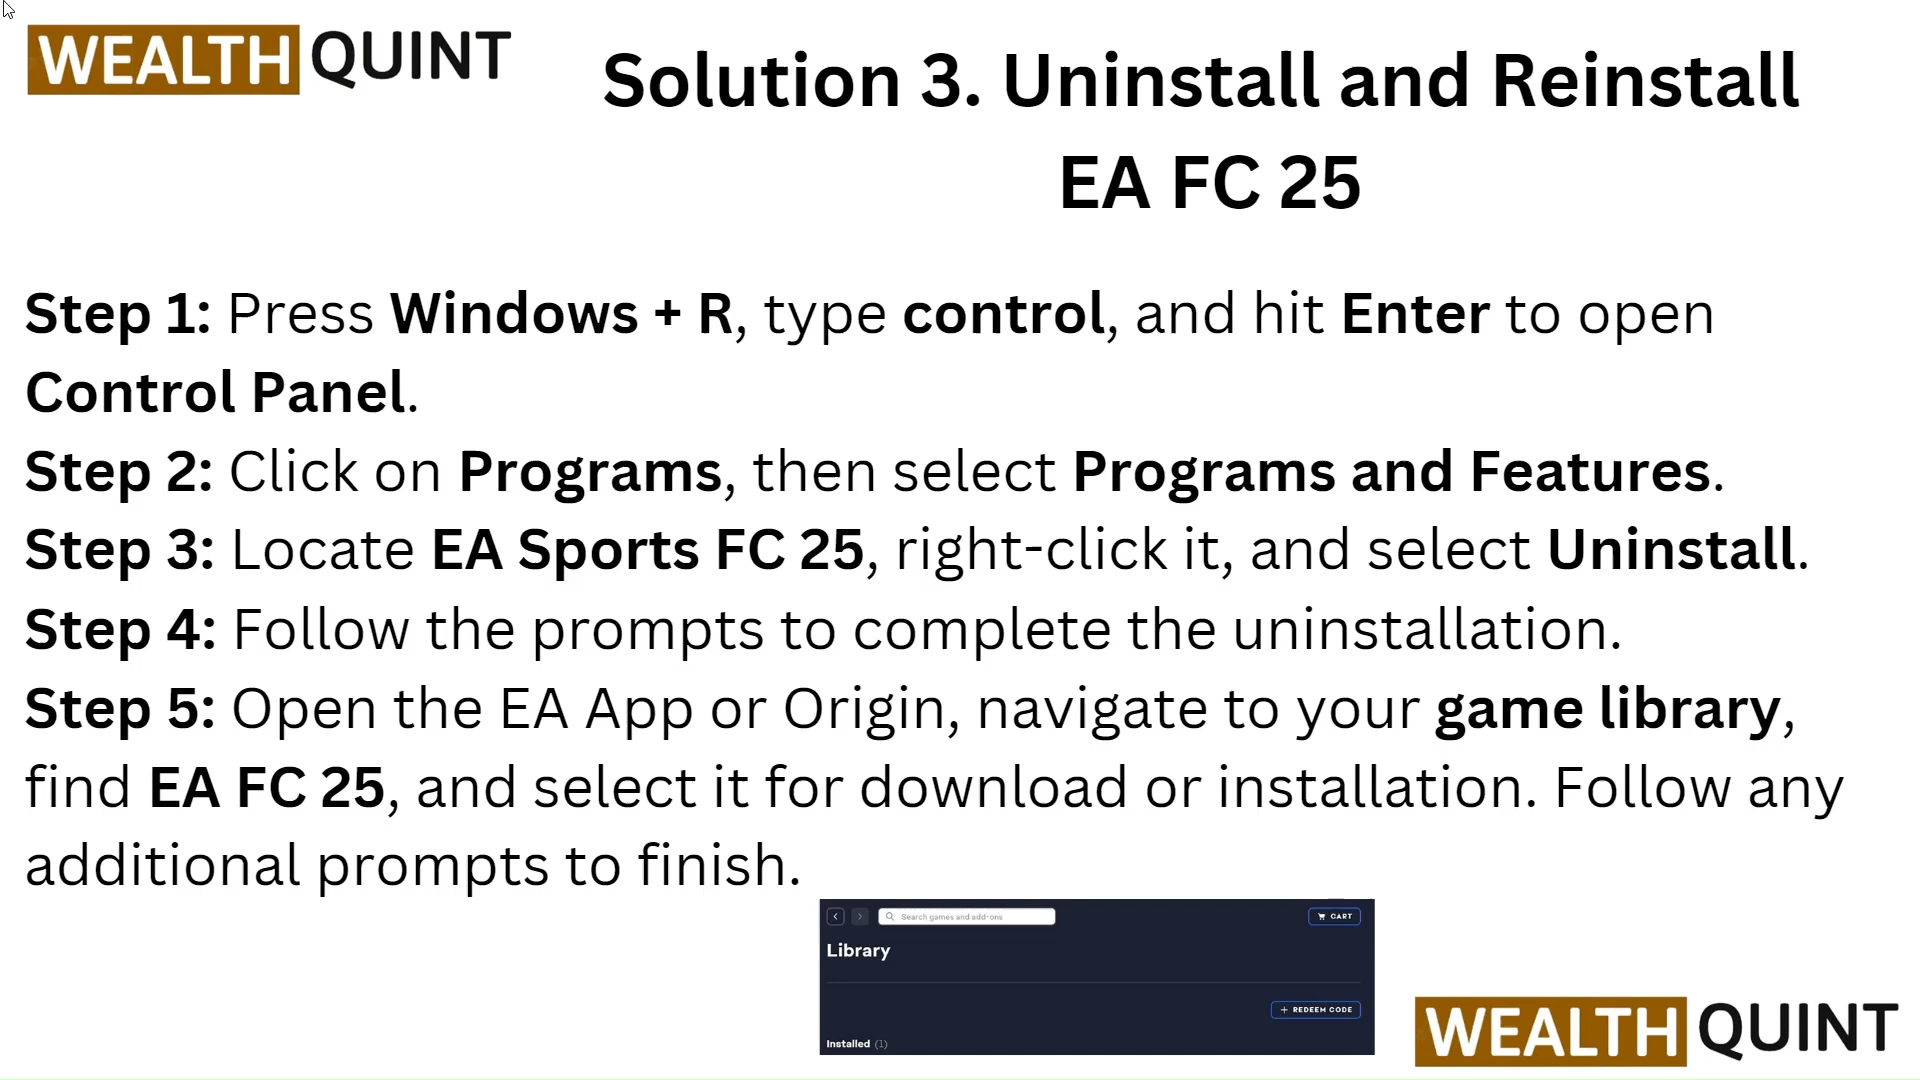 WEALTH QUINT
Solution 3. Uninstall and Reinstall
EA FC 25
Step 1: Press Windows + R, type control, and hit Enter to open
Control Panel.
Step 2: Click on Programs, then select Programs and Features.
Step 3: Locate EA Sports FC 25, right-click it, and select Uninstall.
Step 4: Follow the prompts to complete the uninstallation.
Step 5: Open the EA App or Origin, navigate to your game library,
find EA FC 25, and select it for download or installation. Follow any
additional prompts to finish.
Search games and add-ons
CART
Library
+ REDEEM CODE
Installed (1)
WEALTH QUINT